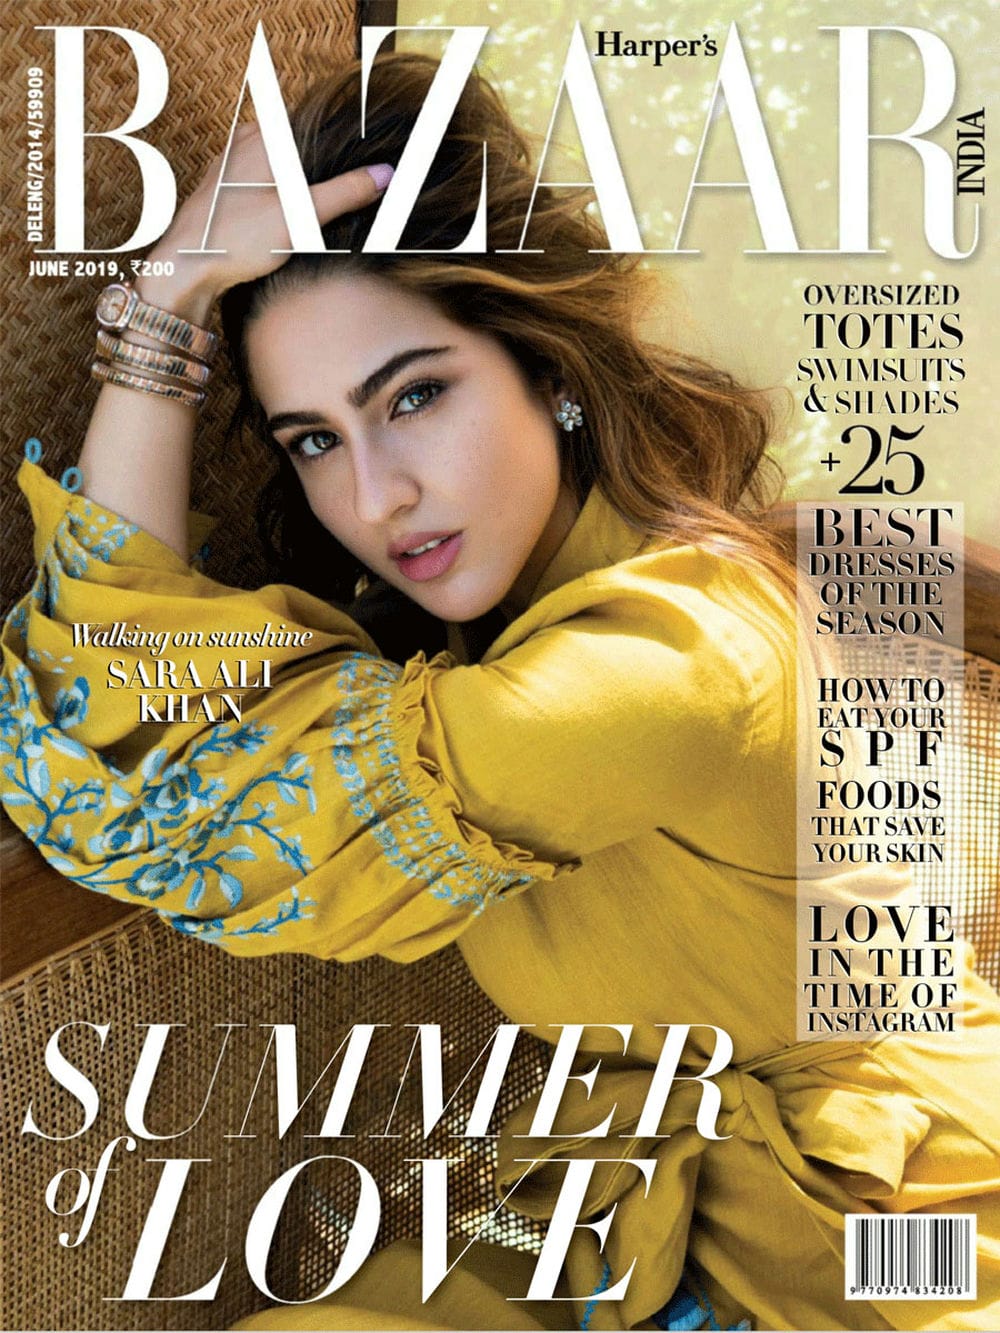 Harper's
BAZAAR
INDIA
DELENG/2014/59909
JUNE 2019, ₹200
OVERSIZED
TOTES
SWIMSUITS
& SHADES
+25
BEST
DRESSES
OF THE
SEASON
HOW TO
EAT YOUR
SPF
FOODS
THAT SAVE
YOUR SKIN
LOVE
IN THE
TIME OF
INSTAGRAM
Walking on sunshine
SARA ALI
KHAN
SUMMER
of
LOVE
9 770974 834208